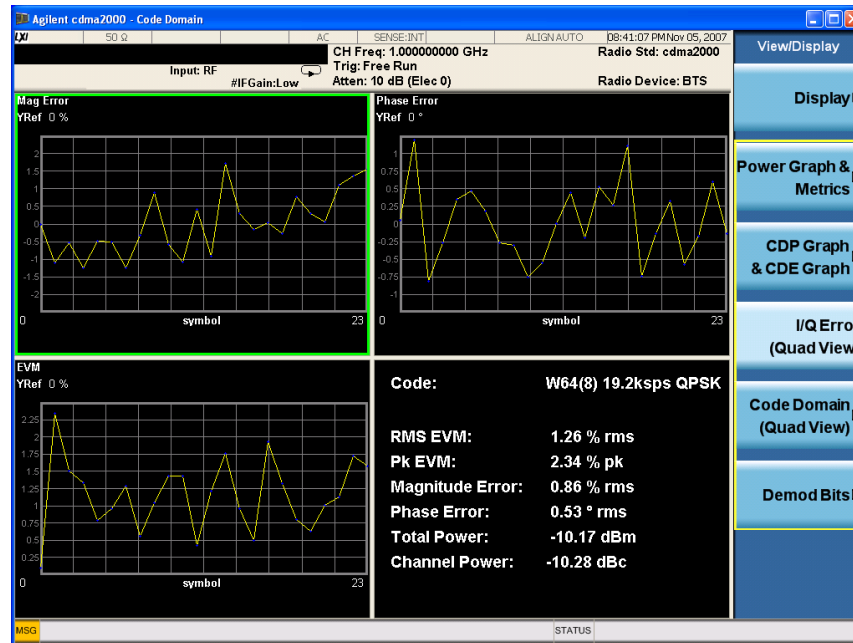 Agilent cdma2000 - Code Domain
LXI 50 Ω AC SENSE:INT ALIGN AUTO 08:41:07 PM Nov 05, 2007
CH Freq: 1.000000000 GHz Radio Std: cdma2000
Input: RF Trig: Free Run
#IFGain:Low Atten: 10 dB (Elec 0) Radio Device: BTS
Mag Error
YRef 0 %
2
1.5
1
0.5
0
-0.5
-1
-1.5
-2
0 symbol 23
Phase Error
YRef 0 °
1
0.75
0.5
0.25
0
-0.25
-0.5
-0.75
-1
0 symbol 23
EVM
YRef 0 %
2.25
2
1.75
1.5
1.25
1
0.75
0.5
0.25
0 symbol 23
Code: W64(8) 19.2ksps QPSK
RMS EVM: 1.26 % rms
Pk EVM: 2.34 % pk
Magnitude Error: 0.86 % rms
Phase Error: 0.53 ° rms
Total Power: -10.17 dBm
Channel Power: -10.28 dBc
View/Display
Display
Power Graph &
Metrics
CDP Graph
& CDE Graph
I/Q Error
(Quad View
Code Domain
(Quad View)
Demod Bits
MSG STATUS